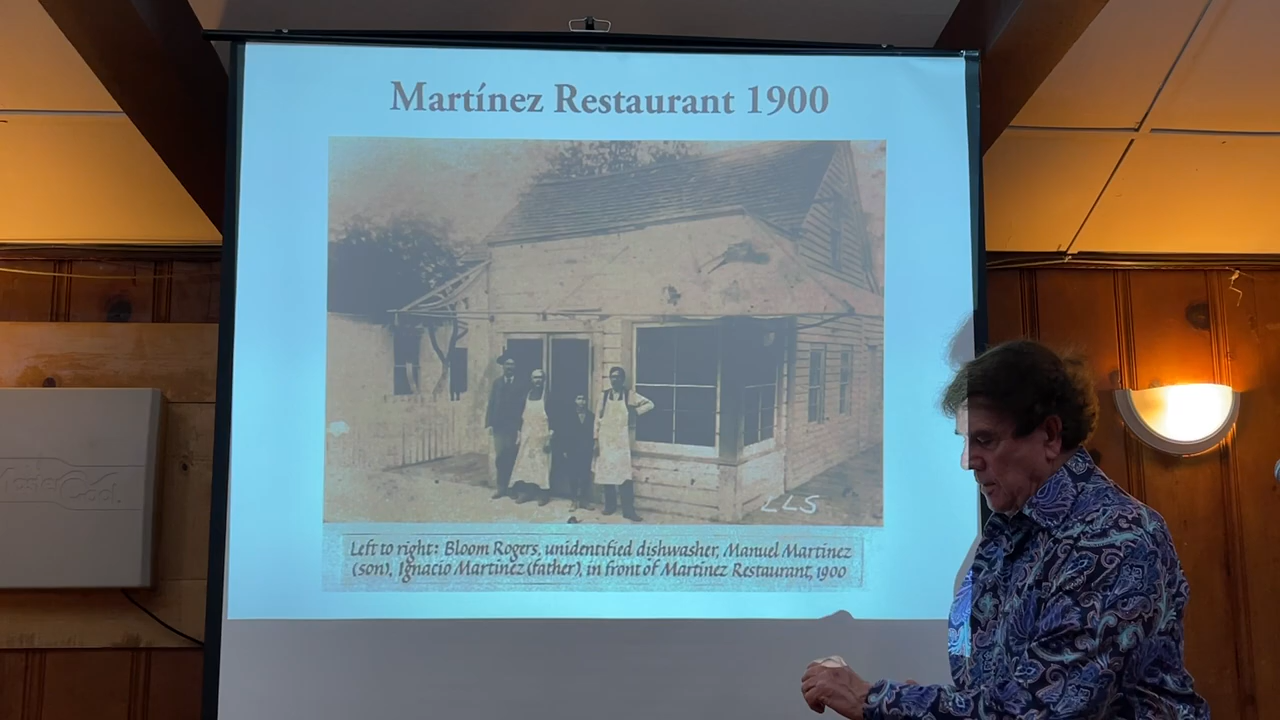 Martínez Restaurant 1900
LLS
Left to right: Bloom Rogers, unidentified dishwasher, Manuel Martinez
(son), Ignacio Martinez (father), in front of Martinez Restaurant, 1900
MasterCool.